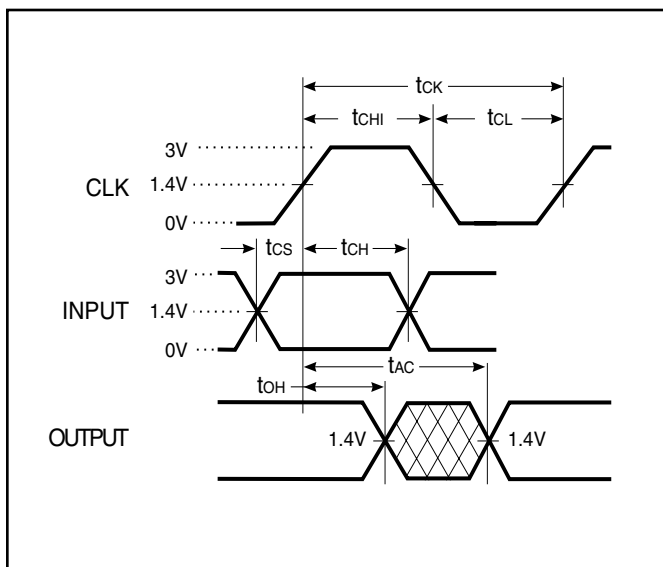 tCK
tCHI tCL
3V
CLK 1.4V
0V
tCS tCH
3V
INPUT 1.4V
0V
tAC
tOH
OUTPUT 1.4V 1.4V